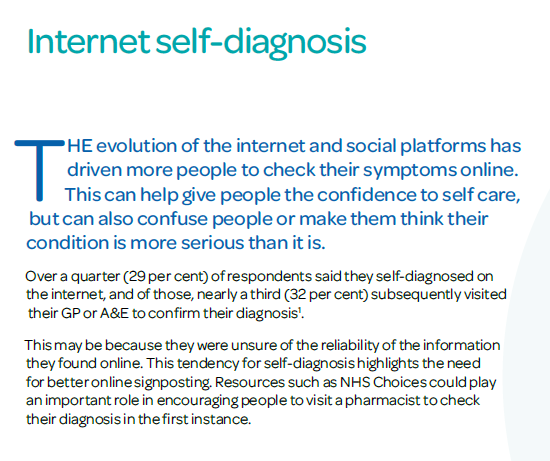 Internet self-diagnosis
THE evolution of the internet and social platforms has
driven more people to check their symptoms online.
This can help give people the confidence to self care,
but can also confuse people or make them think their
condition is more serious than it is.
Over a quarter (29 per cent) of respondents said they self-diagnosed on
the internet, and of those, nearly a third (32 per cent) subsequently visited
their GP or A&E to confirm their diagnosis¹.
This may be because they were unsure of the reliability of the information
they found online. This tendency for self-diagnosis highlights the need
for better online signposting. Resources such as NHS Choices could play
an important role in encouraging people to visit a pharmacist to check
their diagnosis in the first instance.